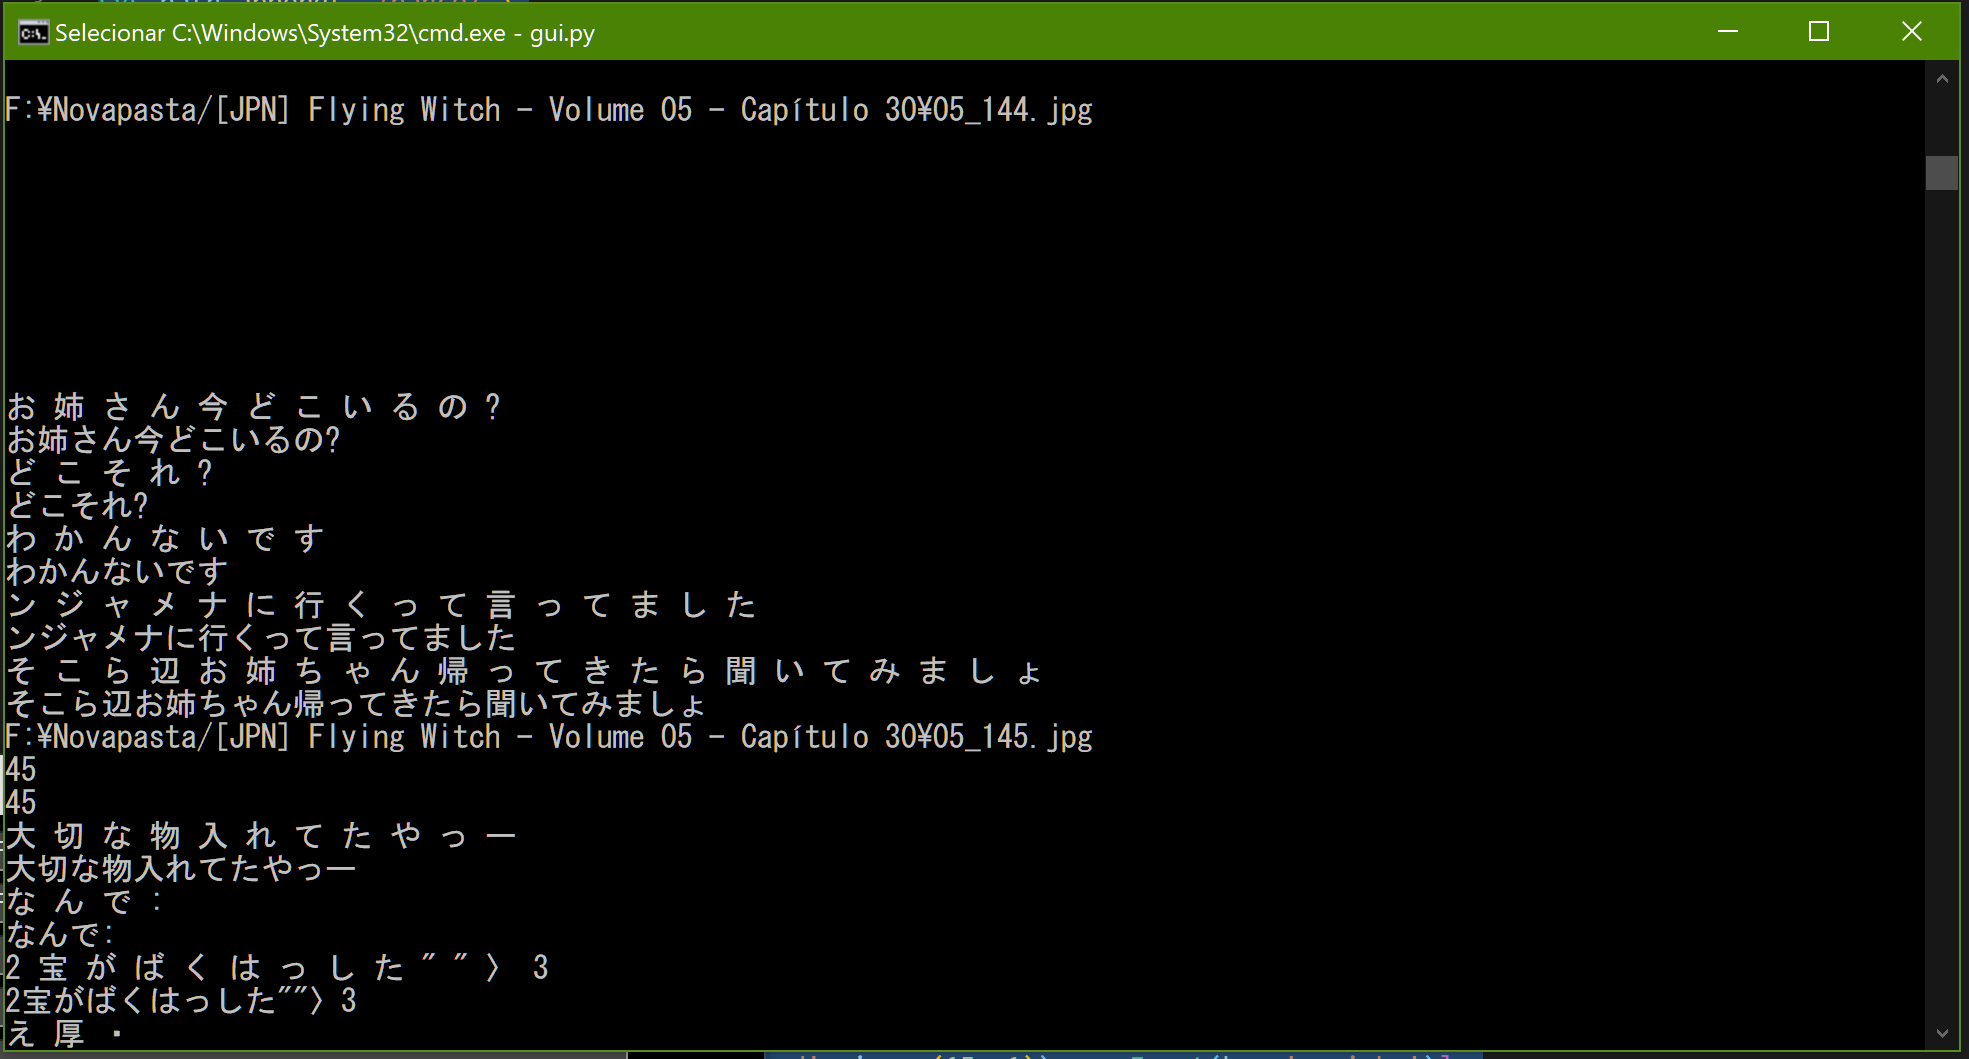 Selecionar C:\Windows\System32\cmd.exe - gui.py
F:¥Novapasta/[JPN] Flying Witch - Volume 05 - Capítulo 30¥05_144.jpg
お 姉 さ ん 今 ど こ い る の ?
お姉さん今どこいるの?
ど こ そ れ ?
どこそれ?
わ か ん な い で す
わかんないです
ン ジ ャ メ ナ に 行 く っ て 言 っ て ま し た
ンジャメナに行くって言ってました
そ こ ら 辺 お 姉 ち ゃ ん 帰 っ て き た ら 聞 い て み ま し ょ
そこら辺お姉ちゃん帰ってきたら聞いてみましょ
F:¥Novapasta/[JPN] Flying Witch - Volume 05 - Capítulo 30¥05_145.jpg
45
45
大 切 な 物 入 れ て た や っ 一
大切な物入れてたやっ一
な ん で :
なんで:
2 宝 が ば く は っ し た " " 〉 3
2宝がばくはっした""〉3
え 厚 ・